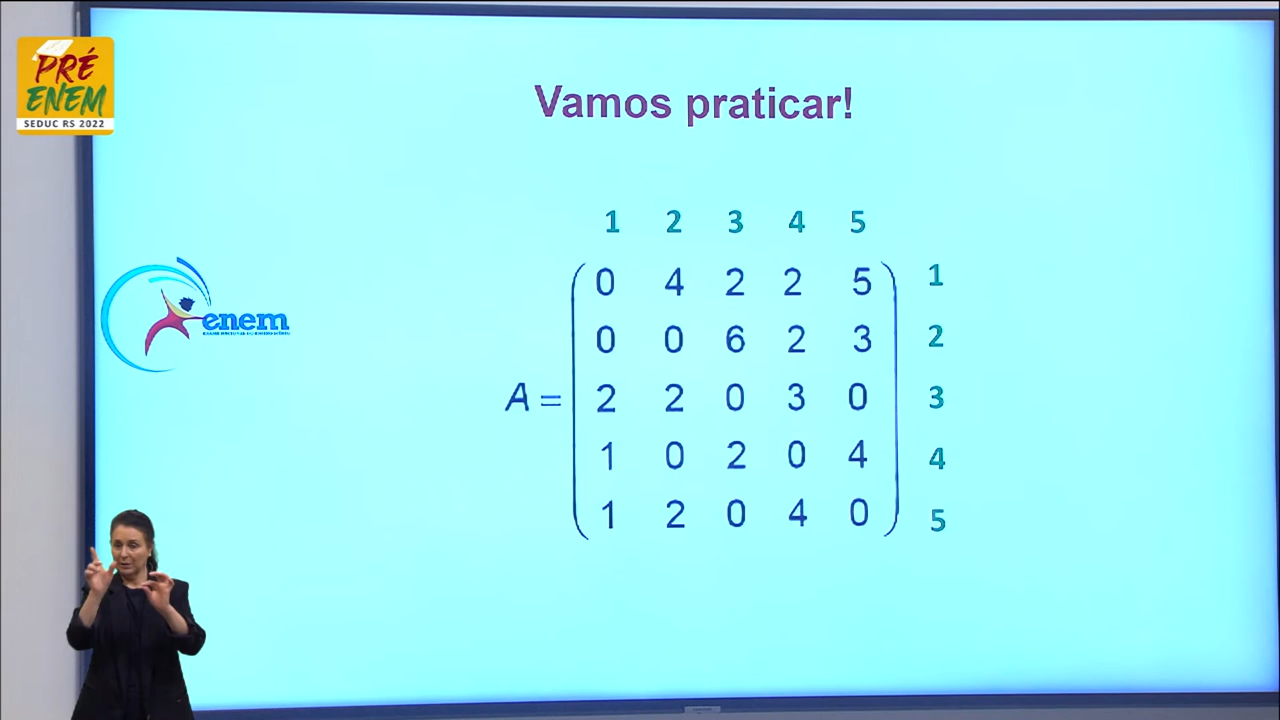 PRÉ
ENEM
SEDUC RS 2022
Vamos praticar!
1 2 3 4 5
0 4 2 2 5 1
0 0 6 2 3 2
A = 2 2 0 3 0 3
1 0 2 0 4 4
1 2 0 4 0 5
enem